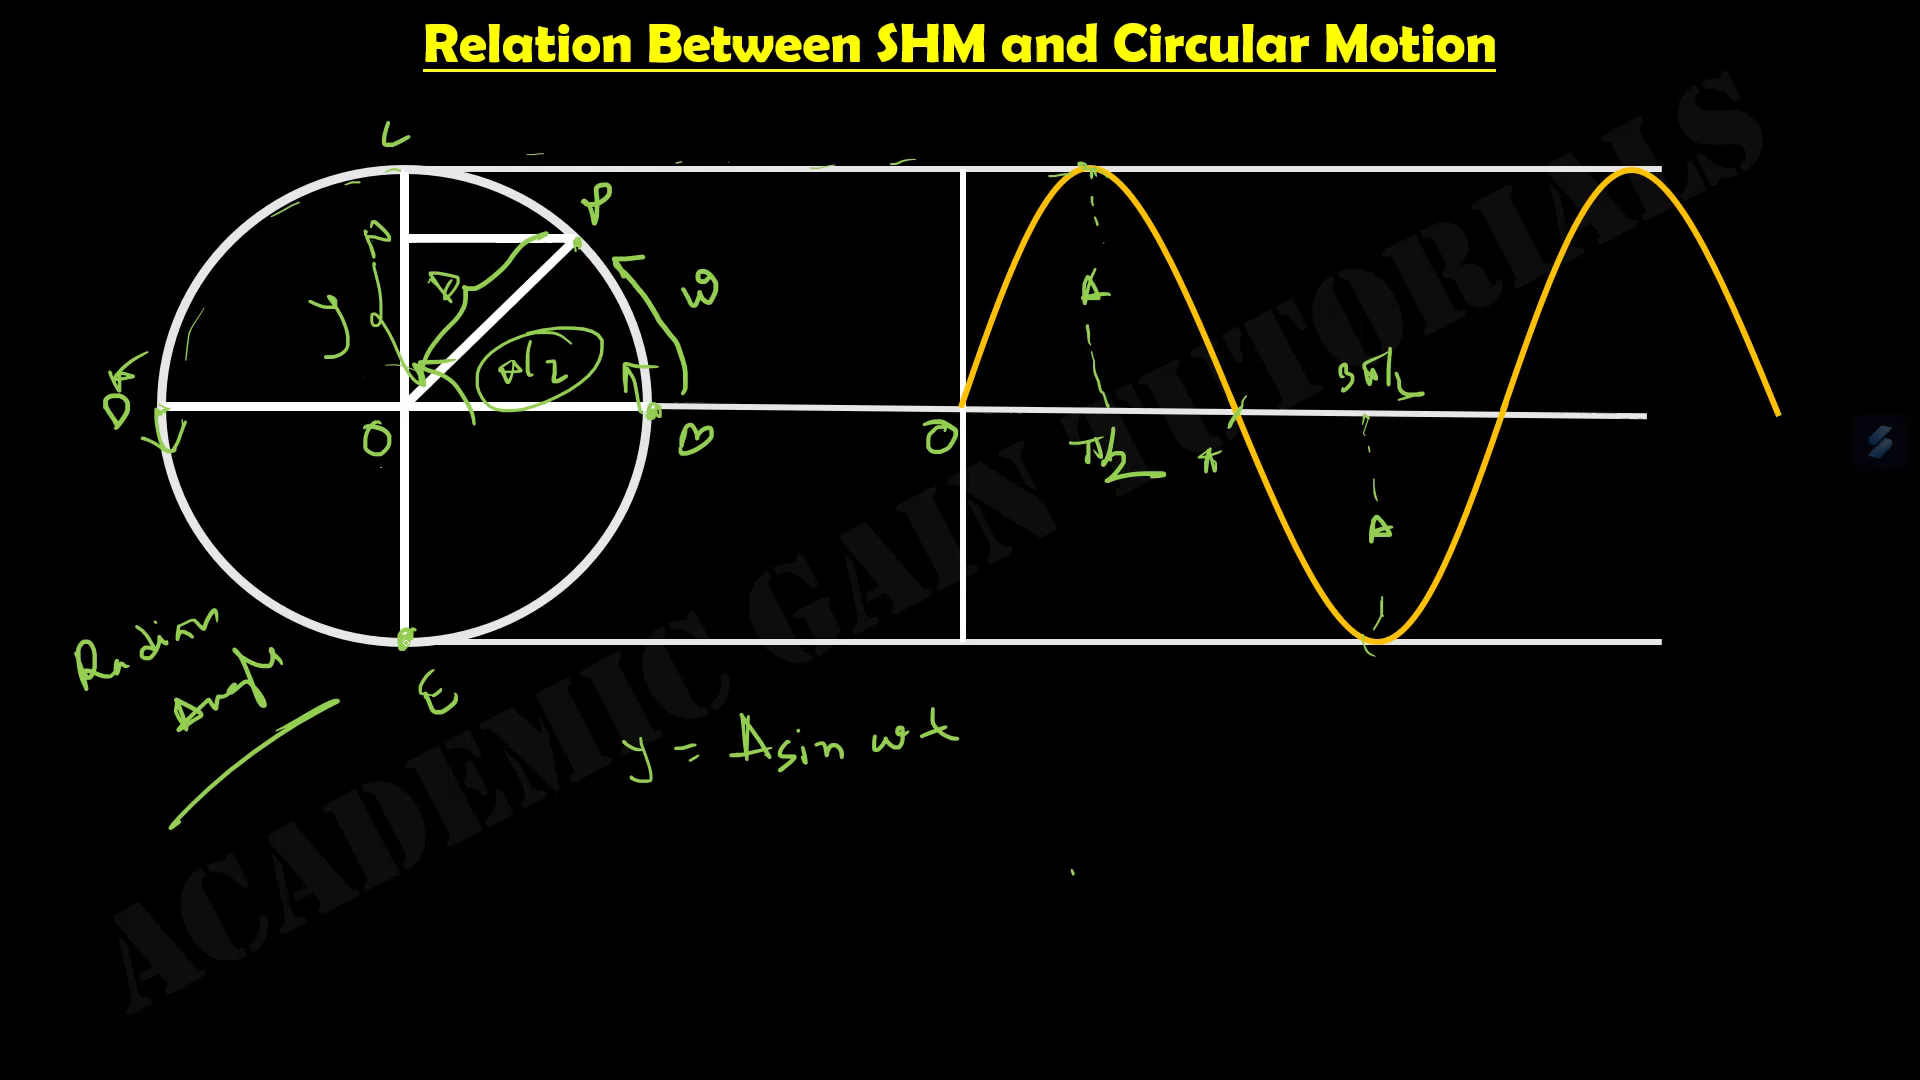 Relation Between SHM and Circular Motion
C
P
y
A
ω
π/2
A
3π/2
D
O
B
O
π/2
π
A
Radian
Angle
E
y = A sin ωt
ACADEMIC GAIN TUTORIALS